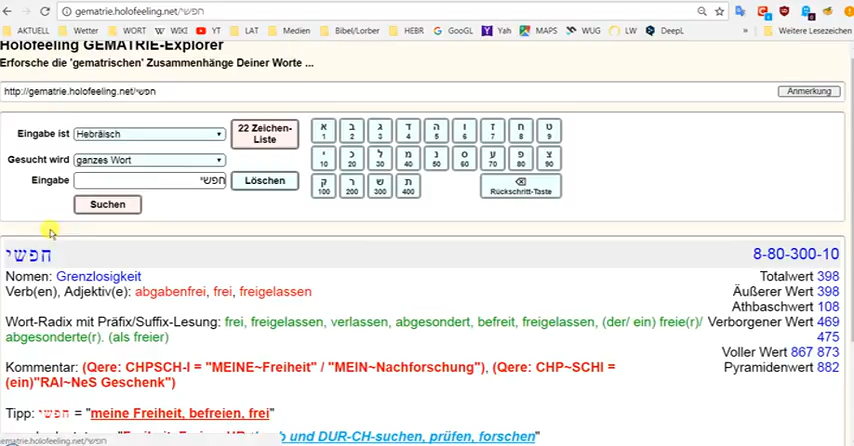 gematrie.holofeeling.net/חפשי
AKTUELL Wetter WORT WIKI YT LAT Medien Bibel/Lorber HEBR GooGL Yah MAPS UTW LW DeepL » Weitere Lesezeichen
Holofeeling GEMATRIE-Explorer
Erforsche die 'gematrischen' Zusammenhänge Deiner Worte ...
http://gematrie.holofeeling.net/חפשי Anmerkung
Eingabe ist Hebräisch 22 Zeichen-Liste
Gesucht wird ganzes Wort
Eingabe חפשי Löschen
Suchen
א ב ג ד ה ו ז ח ט
1 2 3 4 5 6 7 8 9
י כ ל מ נ ס ע פ צ
10 20 30 40 50 60 70 80 90
ק ר ש ת
100 200 300 400 Rückschritt-Taste
חפשי 8-80-300-10
Nomen: Grenzlosigkeit Totalwert 398
Verb(en), Adjektiv(e): abgabenfrei, frei, freigelassen Äußerer Wert 398
Athbaschwert 108
Wort-Radix mit Präfix/Suffix-Lesung: frei, freigelassen, verlassen, abgesondert, befreit, freigelassen, (der/ ein) freie(r)/ Verborgener Wert 469
abgesonderte(r). (als freier) 475
Voller Wert 867 873
Kommentar: (Qere: CHPSCH-I = "MEINE~Freiheit" / "MEIN~Nachforschung"), (Qere: CHP~SCHI = Pyramidenwert 882
(ein)"RAI~NeS Geschenk")
Tipp: חפשי = "meine Freiheit, befreien, frei"
und DUR-CH-suchen, prüfen, forschen"
ematrie.holofeeling.net/חפשי